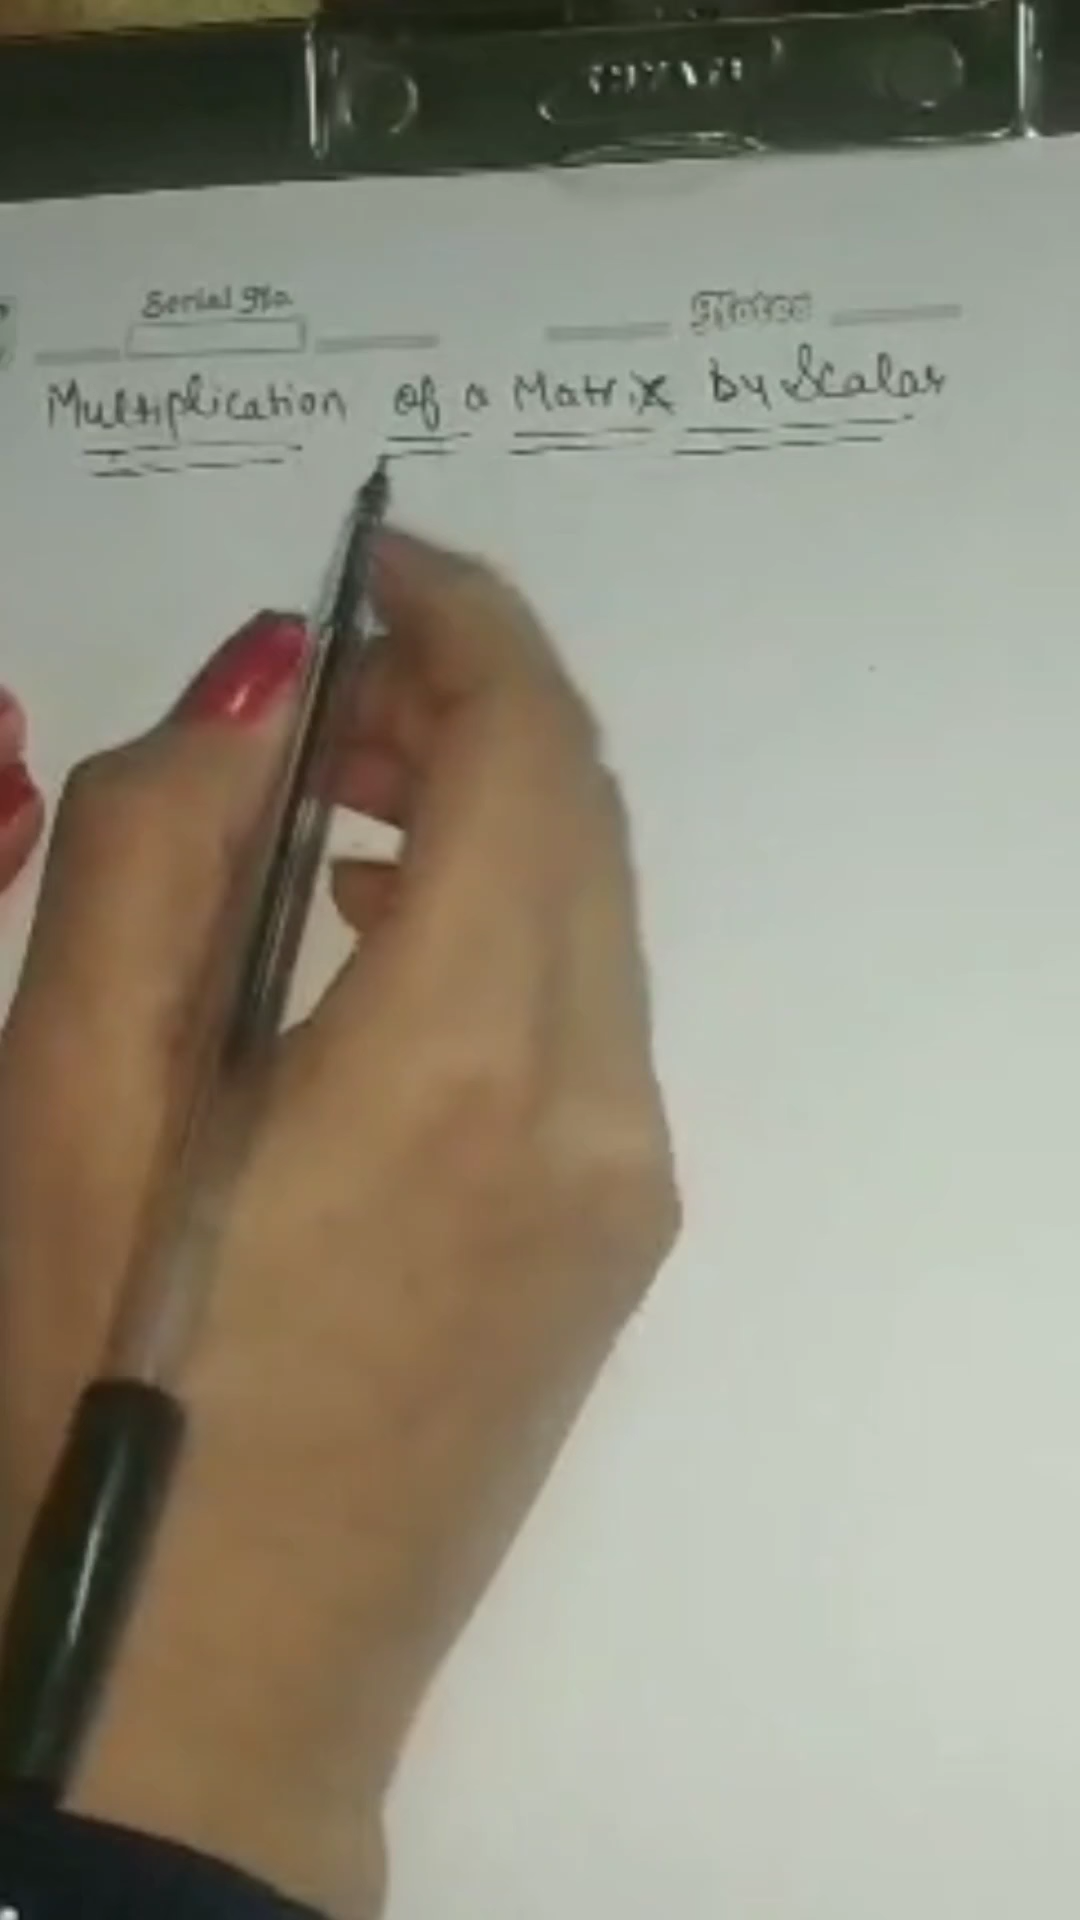 Serial No. Notes
Multiplication of a Matrix by Scalar